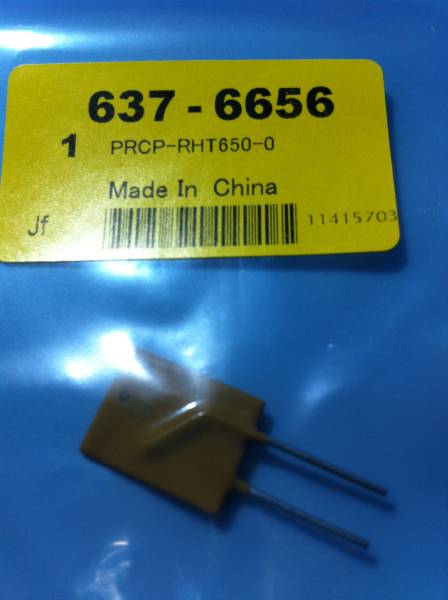 637 - 6656
1 PRCP-RHT650-0
Made In China
Jf 11415703